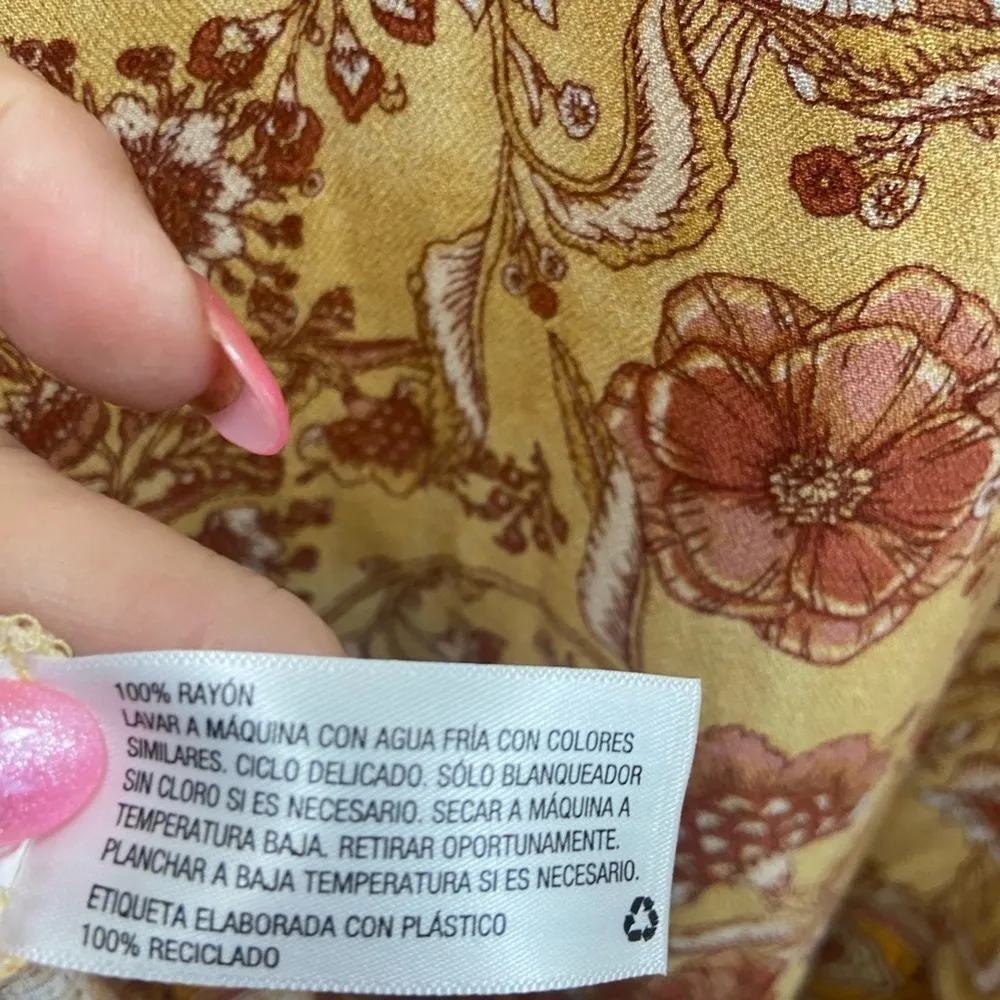 100% RAYÓN
LAVAR A MÁQUINA CON AGUA FRÍA CON COLORES
SIMILARES. CICLO DELICADO. SÓLO BLANQUEADOR
SIN CLORO SI ES NECESARIO. SECAR A MÁQUINA A
TEMPERATURA BAJA. RETIRAR OPORTUNAMENTE.
PLANCHAR A BAJA TEMPERATURA SI ES NECESARIO.
ETIQUETA ELABORADA CON PLÁSTICO
100% RECICLADO